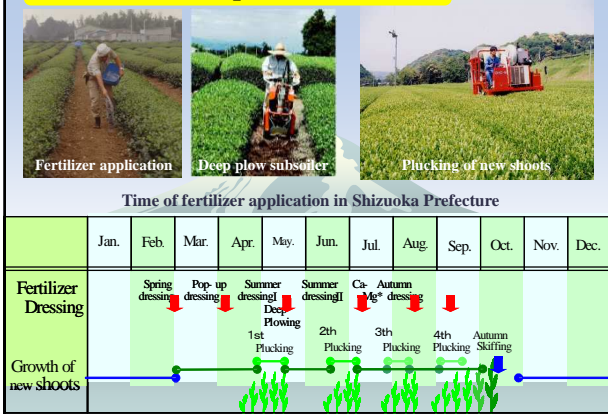 Fertilizer application
Deep plow subsoiler
Plucking of new shoots
Time of fertilizer application in Shizuoka Prefecture
Jan. Feb. Mar. Apr. May. Jun. Jul. Aug. Sep. Oct. Nov. Dec.
Fertilizer
Dressing
Spring
dressing
Pop- up
dressing
Summer
dressingI
Deep
Plowing
Summer
dressingII
Ca-
Mg*
Autumn
dressing
1st
Plucking
2th
Plucking
3th
Plucking
4th
Plucking
Autumn
Skiffing
Growth of
new shoots